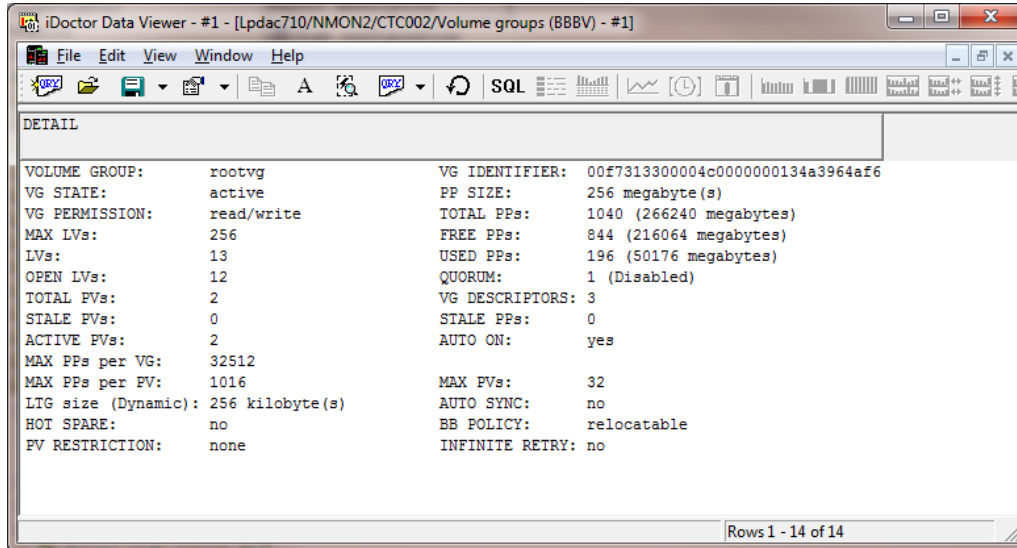 iDoctor Data Viewer - #1 - [Lpdac710/NMON2/CTC002/Volume groups (BBBV) - #1]
File Edit View Window Help
QRY A QRY SQL
DETAIL
VOLUME GROUP: rootvg VG IDENTIFIER: 00f7313300004c0000000134a3964af6
VG STATE: active PP SIZE: 256 megabyte(s)
VG PERMISSION: read/write TOTAL PPs: 1040 (266240 megabytes)
MAX LVs: 256 FREE PPs: 844 (216064 megabytes)
LVs: 13 USED PPs: 196 (50176 megabytes)
OPEN LVs: 12 QUORUM: 1 (Disabled)
TOTAL PVs: 2 VG DESCRIPTORS: 3
STALE PVs: 0 STALE PPs: 0
ACTIVE PVs: 2 AUTO ON: yes
MAX PPs per VG: 32512
MAX PPs per PV: 1016 MAX PVs: 32
LTG size (Dynamic): 256 kilobyte(s) AUTO SYNC: no
HOT SPARE: no BB POLICY: relocatable
PV RESTRICTION: none INFINITE RETRY: no
Rows 1 - 14 of 14